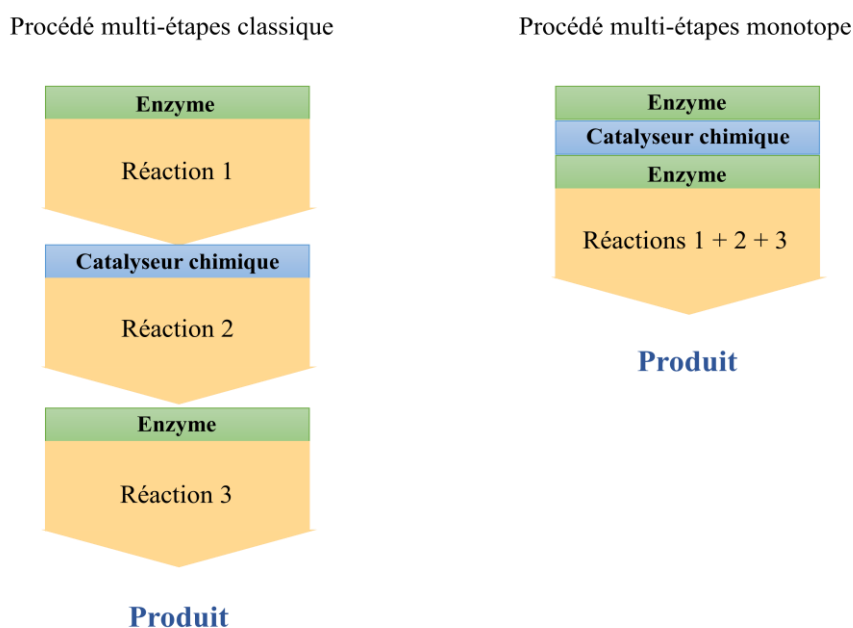 Procédé multi-étapes classique
Enzyme
Réaction 1
Catalyseur chimique
Réaction 2
Enzyme
Réaction 3
Produit
Procédé multi-étapes monotope
Enzyme
Catalyseur chimique
Enzyme
Réactions 1 + 2 + 3
Produit